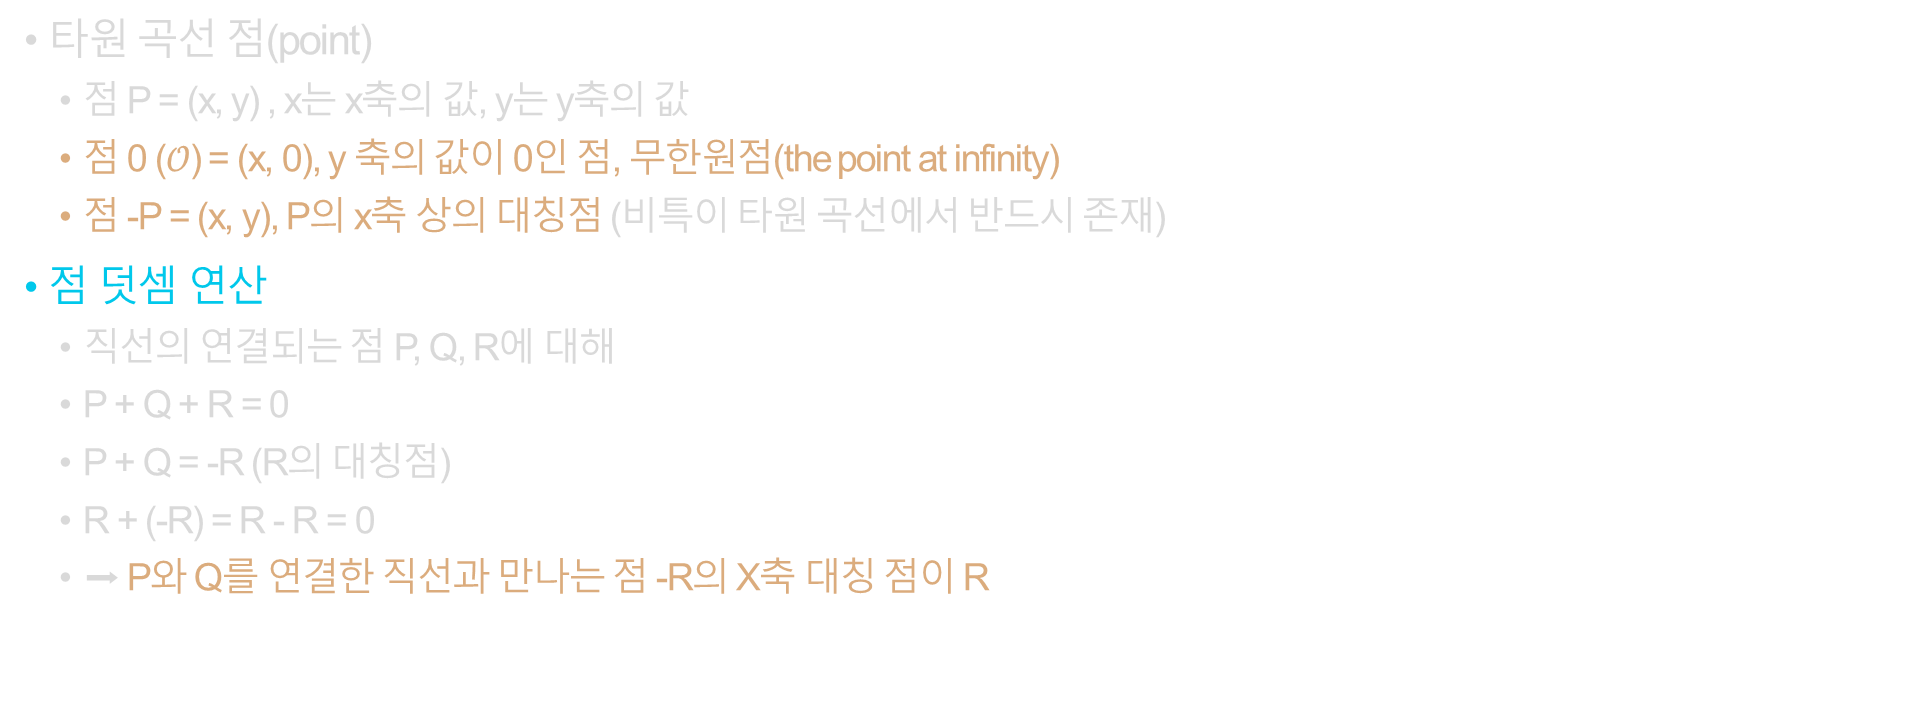 • 타원 곡선 점(point)
• 점 P = (x, y) , x는 x축의 값, y는 y축의 값
• 점 0 (𝒪) = (x, 0), y 축의 값이 0인 점, 무한원점(the point at infinity)
• 점 -P = (x, y), P의 x축 상의 대칭점 (비특이 타원 곡선에서 반드시 존재)
• 점 덧셈 연산
• 직선의 연결되는 점 P, Q, R에 대해
• P + Q + R = 0
• P + Q = -R (R의 대칭점)
• R + (-R) = R - R = 0
• ➞ P와 Q를 연결한 직선과 만나는 점 -R의 X축 대칭 점이 R